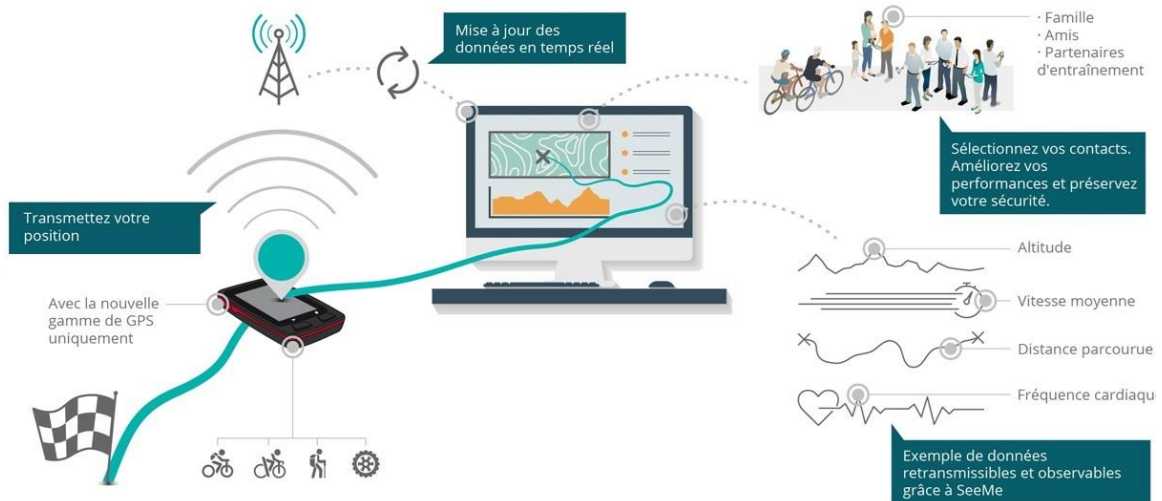 Mise à jour des
données en temps réel
· Famille
· Amis
· Partenaires
d'entraînement
Sélectionnez vos contacts.
Améliorez vos
performances et préservez
votre sécurité.
Transmettez votre
position
Avec la nouvelle
gamme de GPS
uniquement
Altitude
Vitesse moyenne
Distance parcourue
Fréquence cardiaqu
Exemple de données
retransmissibles et observables
grâce à SeeMe